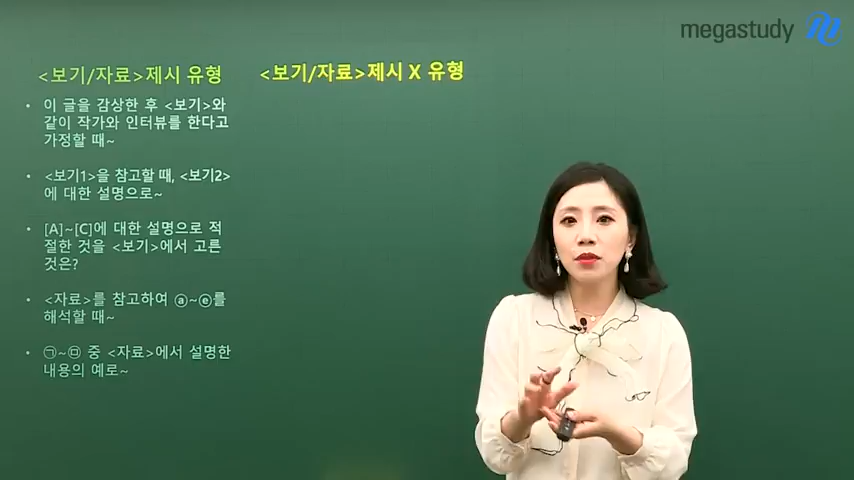 megastudy
<보기/자료>제시 유형
<보기/자료>제시 X 유형
• 이 글을 감상한 후 <보기>와
같이 작가와 인터뷰를 한다고
가정할 때~
• <보기1>을 참고할 때, <보기2>
에 대한 설명으로~
• [A]~[C]에 대한 설명으로 적
절한 것을 <보기>에서 고른
것은?
• <자료>를 참고하여 ⓐ~ⓔ를
해석할 때~
• ㉠~㉤ 중 <자료>에서 설명한
내용의 예로~